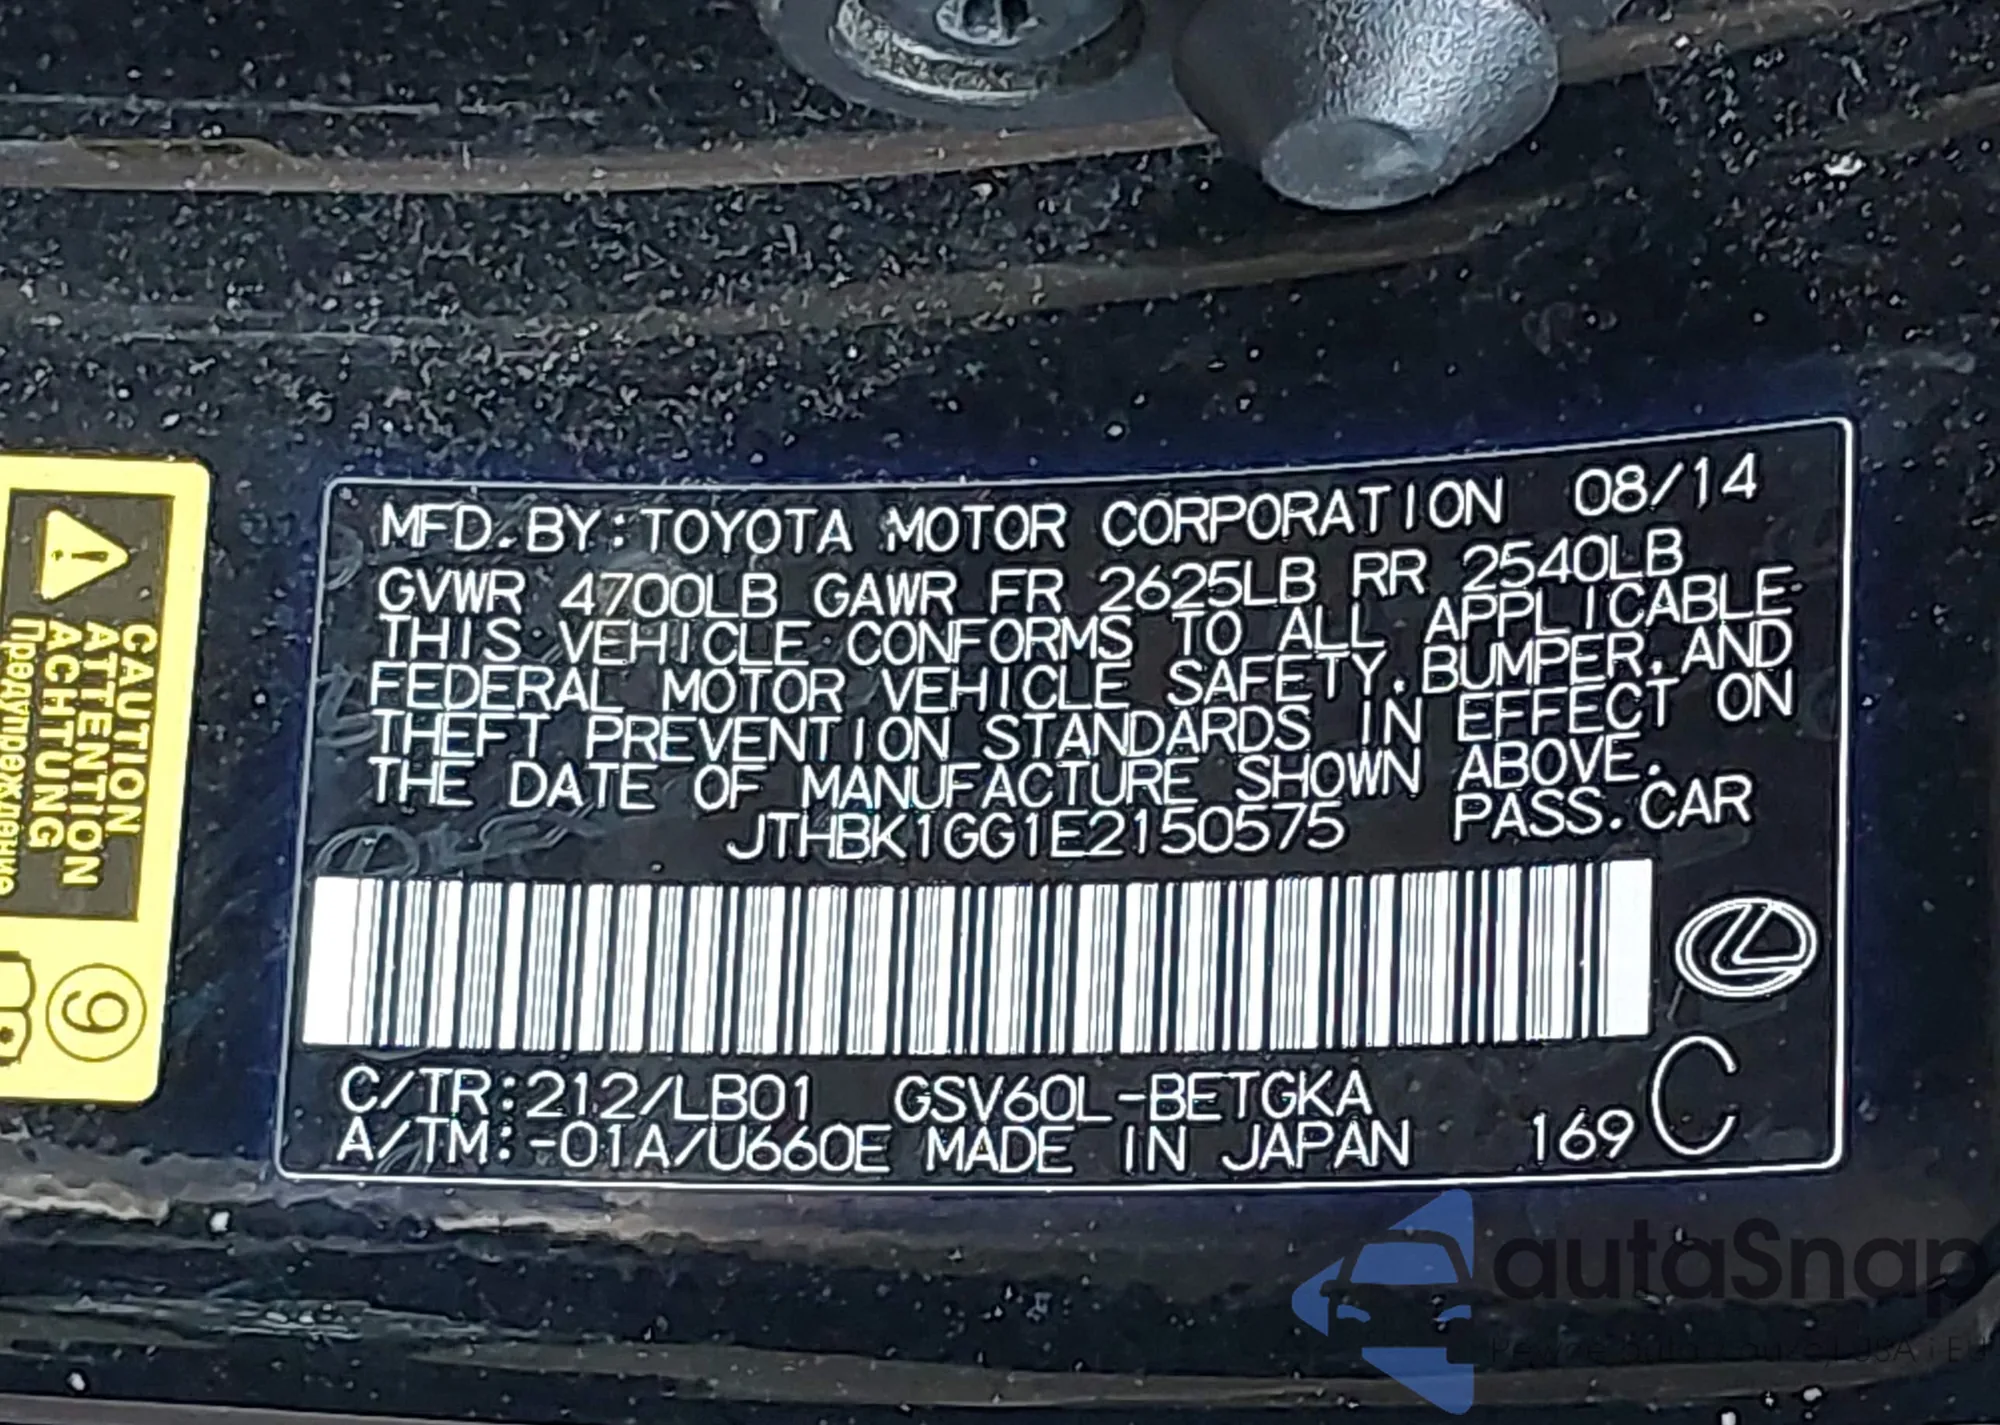 MFD.BY:TOYOTA MOTOR CORPORATION 08/14
GVWR 4700LB GAWR FR 2625LB RR 2540LB
THIS VEHICLE CONFORMS TO ALL APPLICABLE
FEDERAL MOTOR VEHICLE SAFETY, BUMPER, AND
THEFT PREVENTION STANDARDS IN EFFECT ON
THE DATE OF MANUFACTURE SHOWN ABOVE.
JTHBK1GG1E2150575 PASS.CAR
C/TR:212/LB01 GSV60L-BETGKA
A/TM:-01A/U660E MADE IN JAPAN 169 C
CAUTION
ATTENTION
ACHTUNG
Предупреждение
9
autaSnap